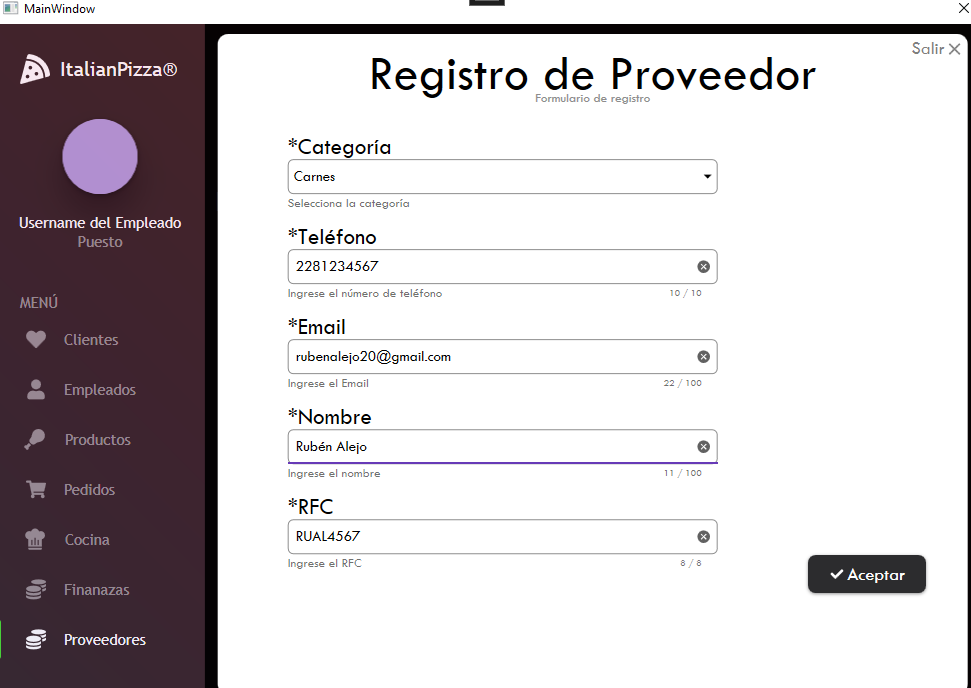 MainWindow
ItalianPizza®
Username del Empleado
Puesto
MENÚ
Clientes
Empleados
Productos
Pedidos
Cocina
Finanazas
Proveedores
Salir
Registro de Proveedor
Formulario de registro
*Categoría
Carnes
Selecciona la categoría
*Teléfono
2281234567
Ingrese el número de teléfono 10 / 10
*Email
rubenalejo20@gmail.com
Ingrese el Email 22 / 100
*Nombre
Rubén Alejo
Ingrese el nombre 11 / 100
*RFC
RUAL4567
Ingrese el RFC 8 / 8
Aceptar